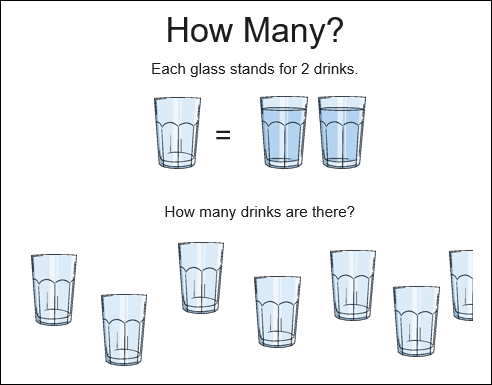 How Many?
Each glass stands for 2 drinks.
=
How many drinks are there?